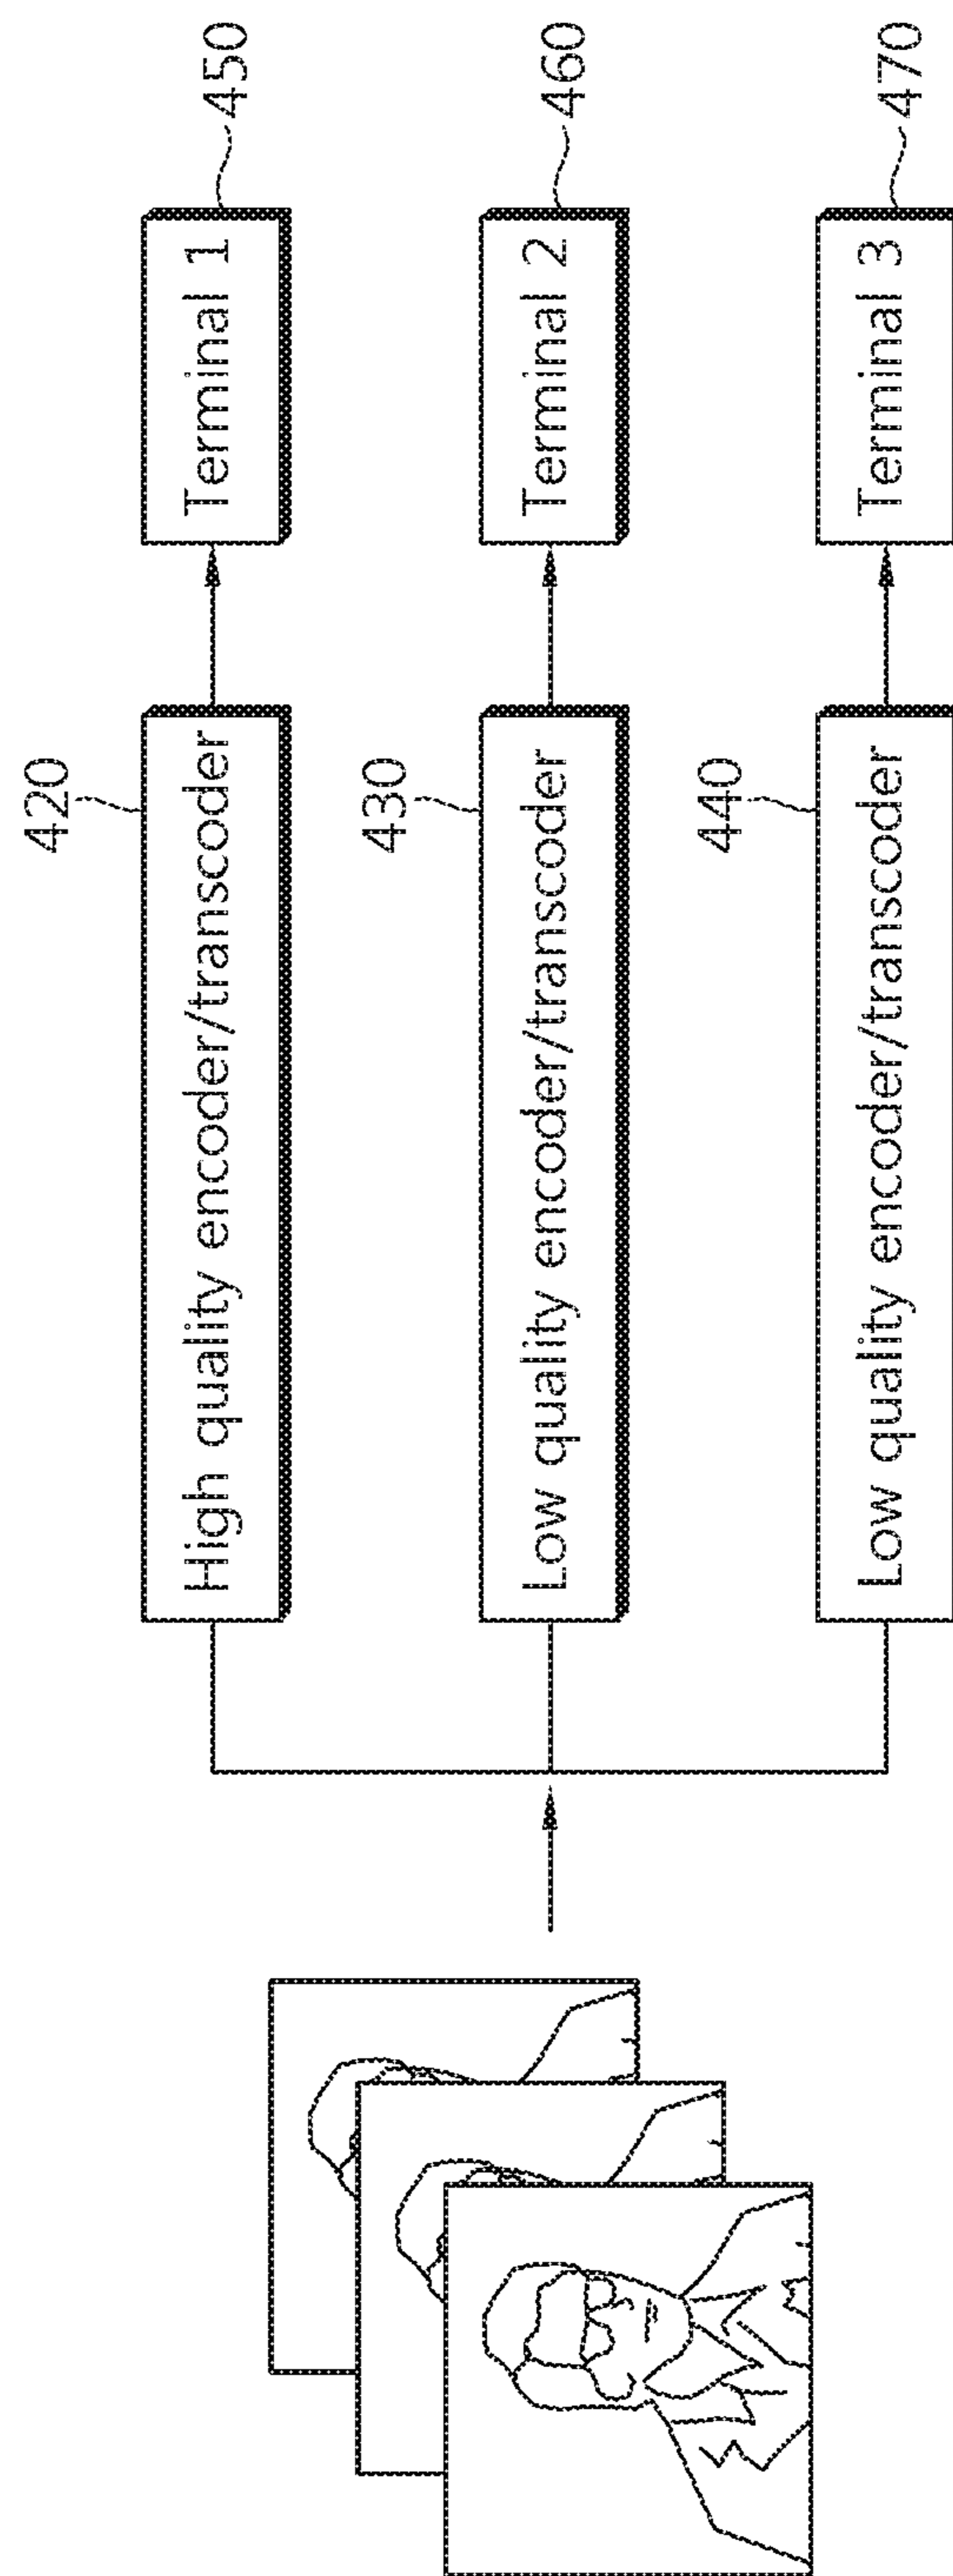 420
High quality encoder/transcoder
Terminal 1
450
430
Low quality encoder/transcoder
Terminal 2
460
440
Low quality encoder/transcoder
Terminal 3
470